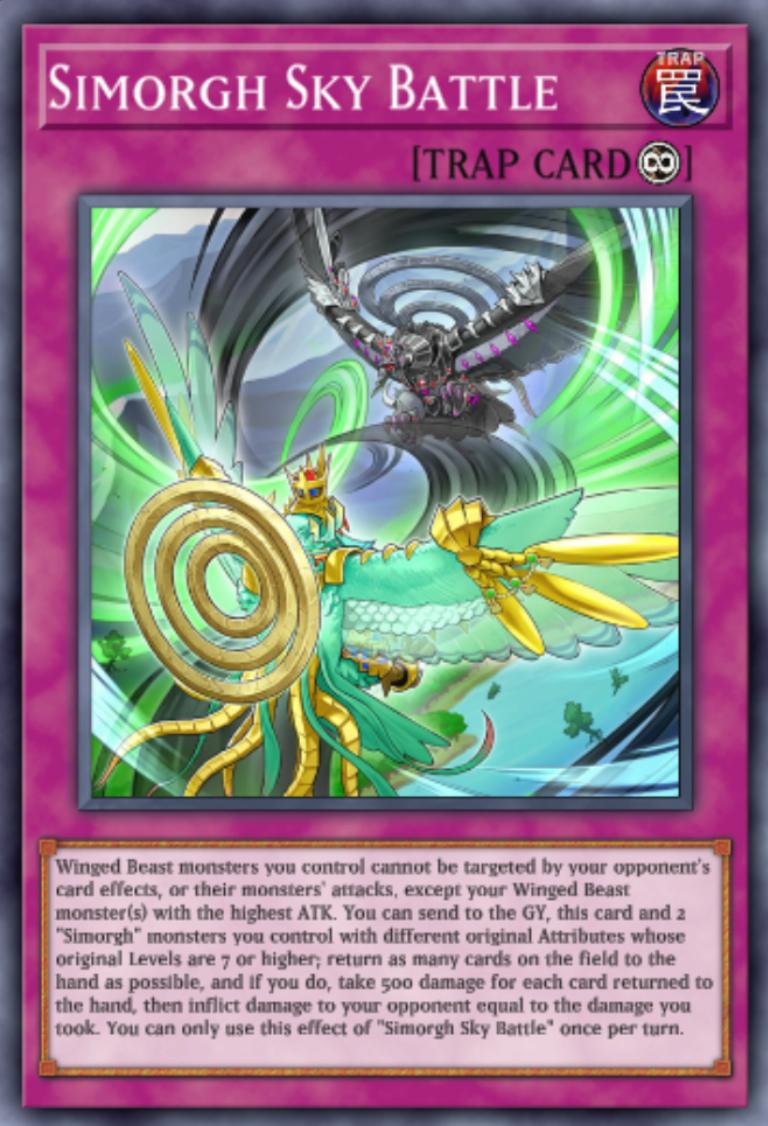 Simorgh Sky Battle
TRAP
罠
[TRAP CARD ∞]
Winged Beast monsters you control cannot be targeted by your opponent's
card effects, or their monsters' attacks, except your Winged Beast
monster(s) with the highest ATK. You can send to the GY, this card and 2
"Simorgh" monsters you control with different original Attributes whose
original Levels are 7 or higher; return as many cards on the field to the
hand as possible, and if you do, take 500 damage for each card returned to
the hand, then inflict damage to your opponent equal to the damage you
took. You can only use this effect of "Simorgh Sky Battle" once per turn.